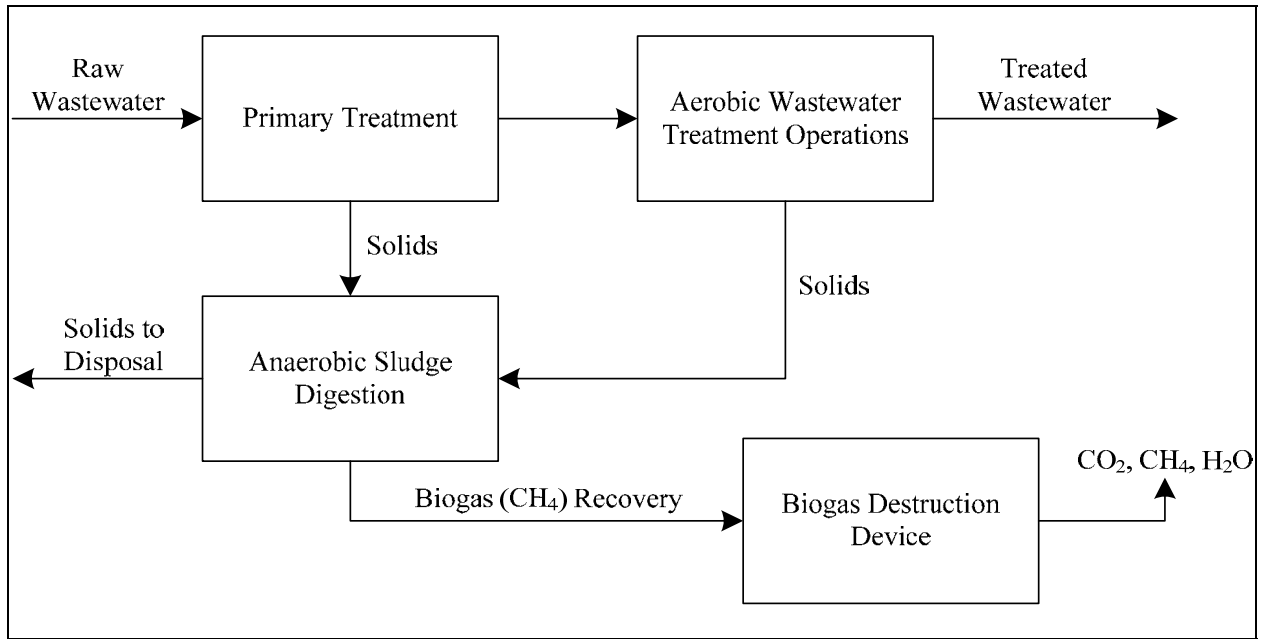 Raw
Wastewater
Primary Treatment
Aerobic Wastewater
Treatment Operations
Treated
Wastewater
Solids
Solids
Solids to
Disposal
Anaerobic Sludge
Digestion
Biogas (CH₄) Recovery
Biogas Destruction
Device
CO₂, CH₄, H₂O